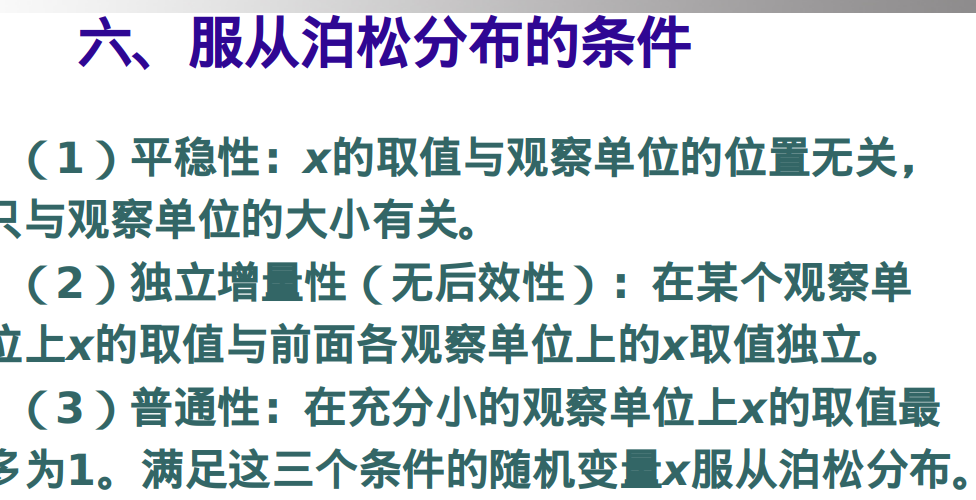 六、服从泊松分布的条件
（1）平稳性：x的取值与观察单位的位置无关，
只与观察单位的大小有关。
（2）独立增量性（无后效性）：在某个观察单
位上x的取值与前面各观察单位上的x取值独立。
（3）普通性：在充分小的观察单位上x的取值最
多为1。满足这三个条件的随机变量x服从泊松分布。